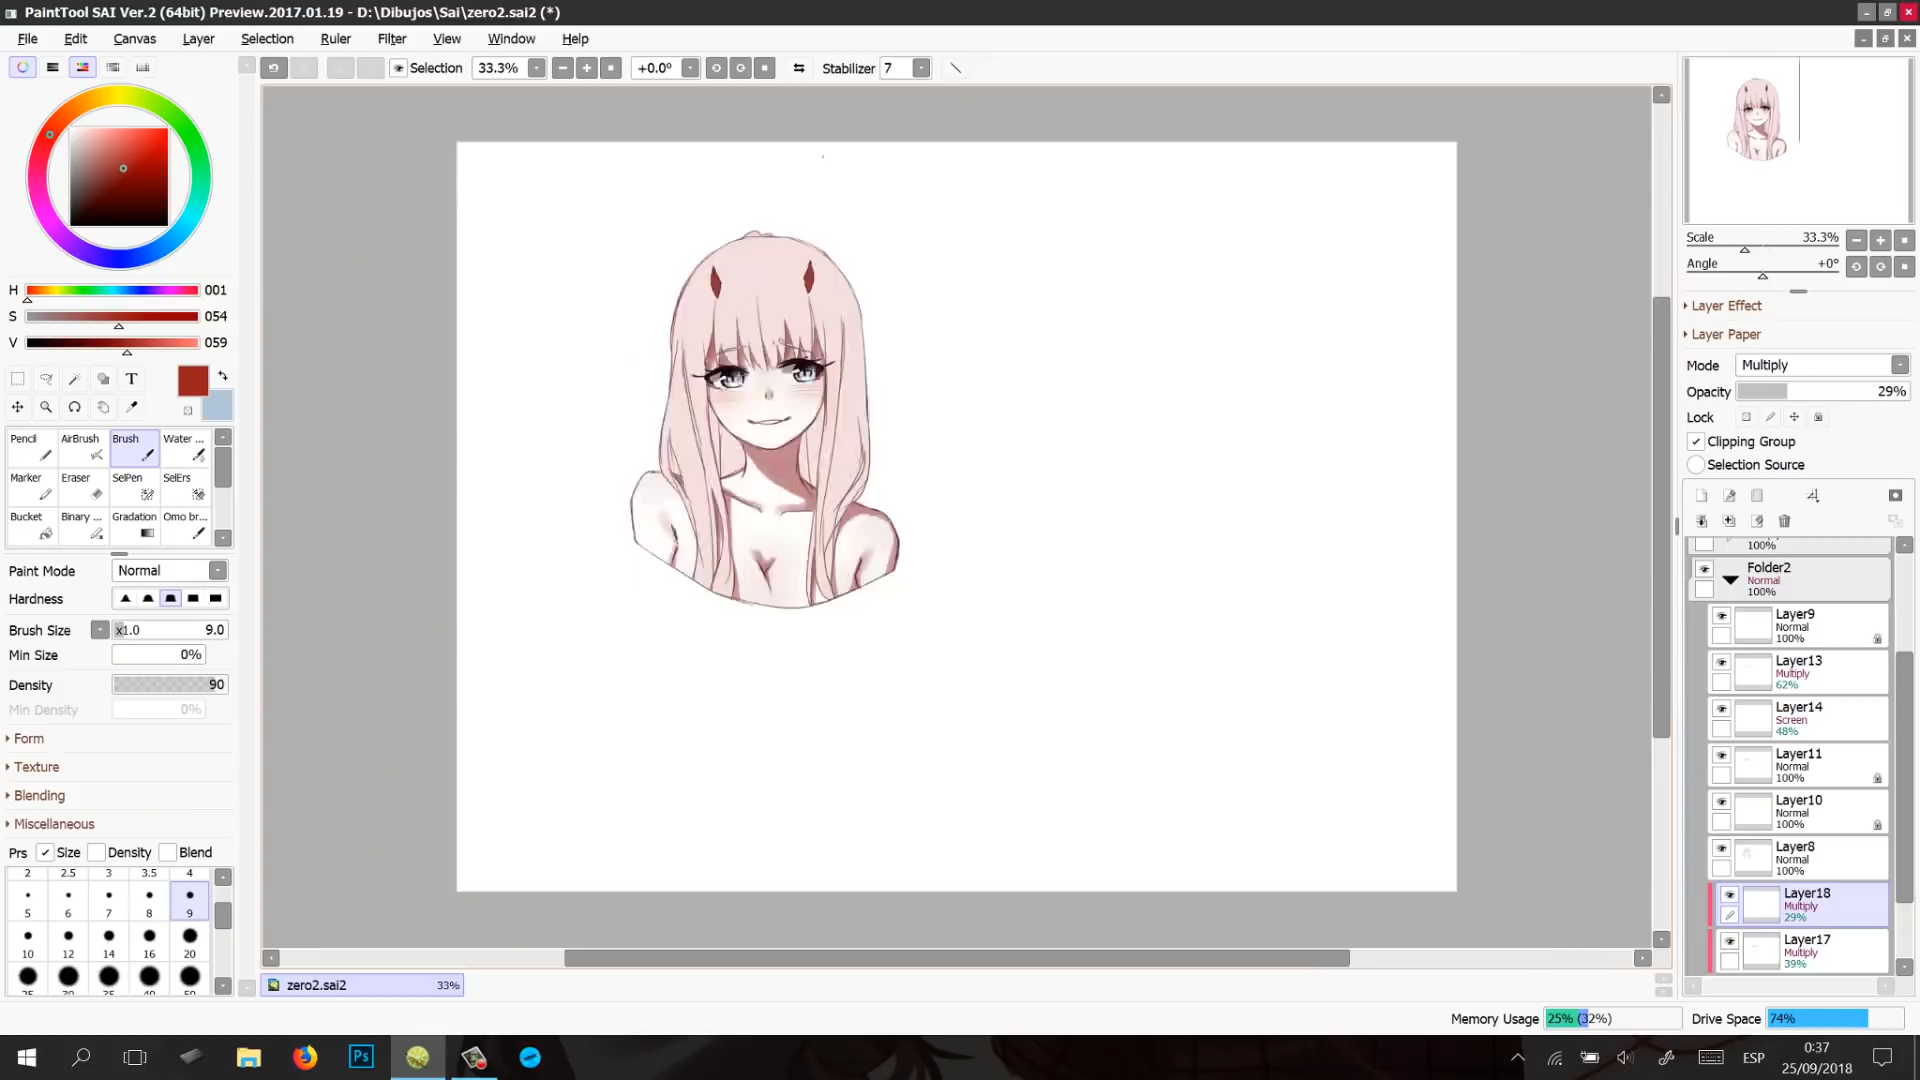 PaintTool SAI Ver.2 (64bit) Preview.2017.01.19 - D:\Dibujos\Sai\zero2.sai2 (*)
File Edit Canvas Layer Selection Ruler Filter View Window Help
Selection 33.3% +0.0° Stabilizer 7
H 001
S 054
V 059
T
Pencil AirBrush Brush Water ...
Marker Eraser SelPen SelErs
Bucket Binary ... Gradation Omo br...
Paint Mode Normal
Hardness
Brush Size x1.0 9.0
Min Size 0%
Density 90
Min Density 0%
Form
Texture
Blending
Miscellaneous
Prs Size Density Blend
2 2.5 3 3.5 4
5 6 7 8 9
10 12 14 16 20
25 30 35 40 50
zero2.sai2 33%
Scale 33.3%
Angle +0°
Layer Effect
Layer Paper
Mode Multiply
Opacity 29%
Lock
Clipping Group
Selection Source
100%
Folder2
Normal
100%
Layer9
Normal
100%
Layer13
Multiply
62%
Layer14
Screen
48%
Layer11
Normal
100%
Layer10
Normal
100%
Layer8
Normal
100%
Layer18
Multiply
29%
Layer17
Multiply
39%
Memory Usage 25% (32%) Drive Space 74%
Ps
ESP
0:37
25/09/2018